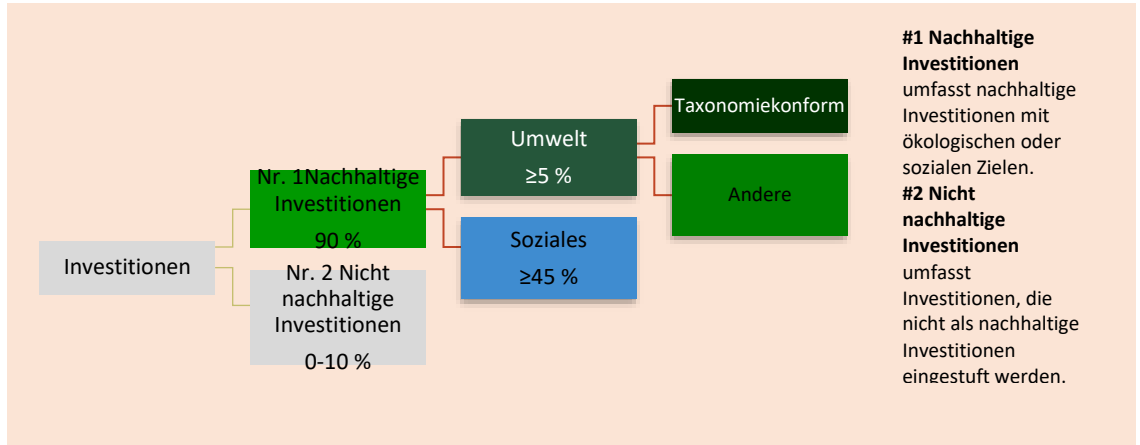 Investitionen
Nr. 1Nachhaltige
Investitionen
90 %
Nr. 2 Nicht
nachhaltige
Investitionen
0-10 %
Umwelt
≥5 %
Soziales
≥45 %
Taxonomiekonform
Andere
#1 Nachhaltige
Investitionen
umfasst nachhaltige
Investitionen mit
ökologischen oder
sozialen Zielen.
#2 Nicht
nachhaltige
Investitionen
umfasst
Investitionen, die
nicht als nachhaltige
Investitionen
eingestuft werden.